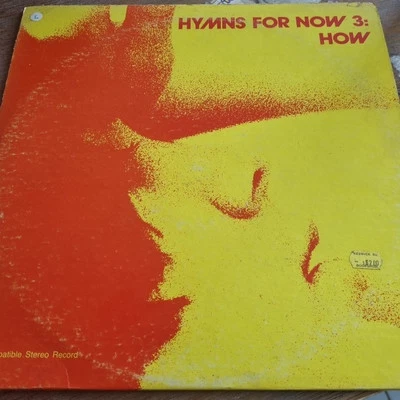 HYMNS FOR NOW 3:
HOW
patible Stereo Record